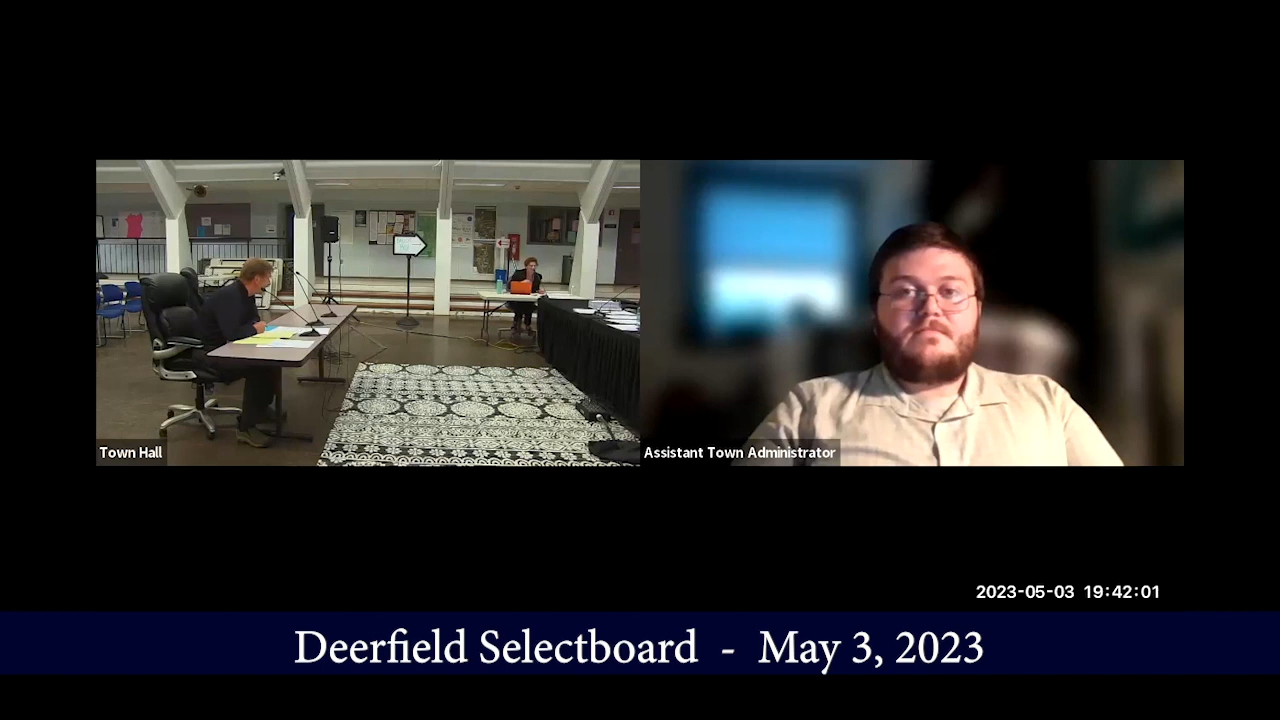 Town Hall
Assistant Town Administrator
2023-05-03 19:42:01
Deerfield Selectboard - May 3, 2023